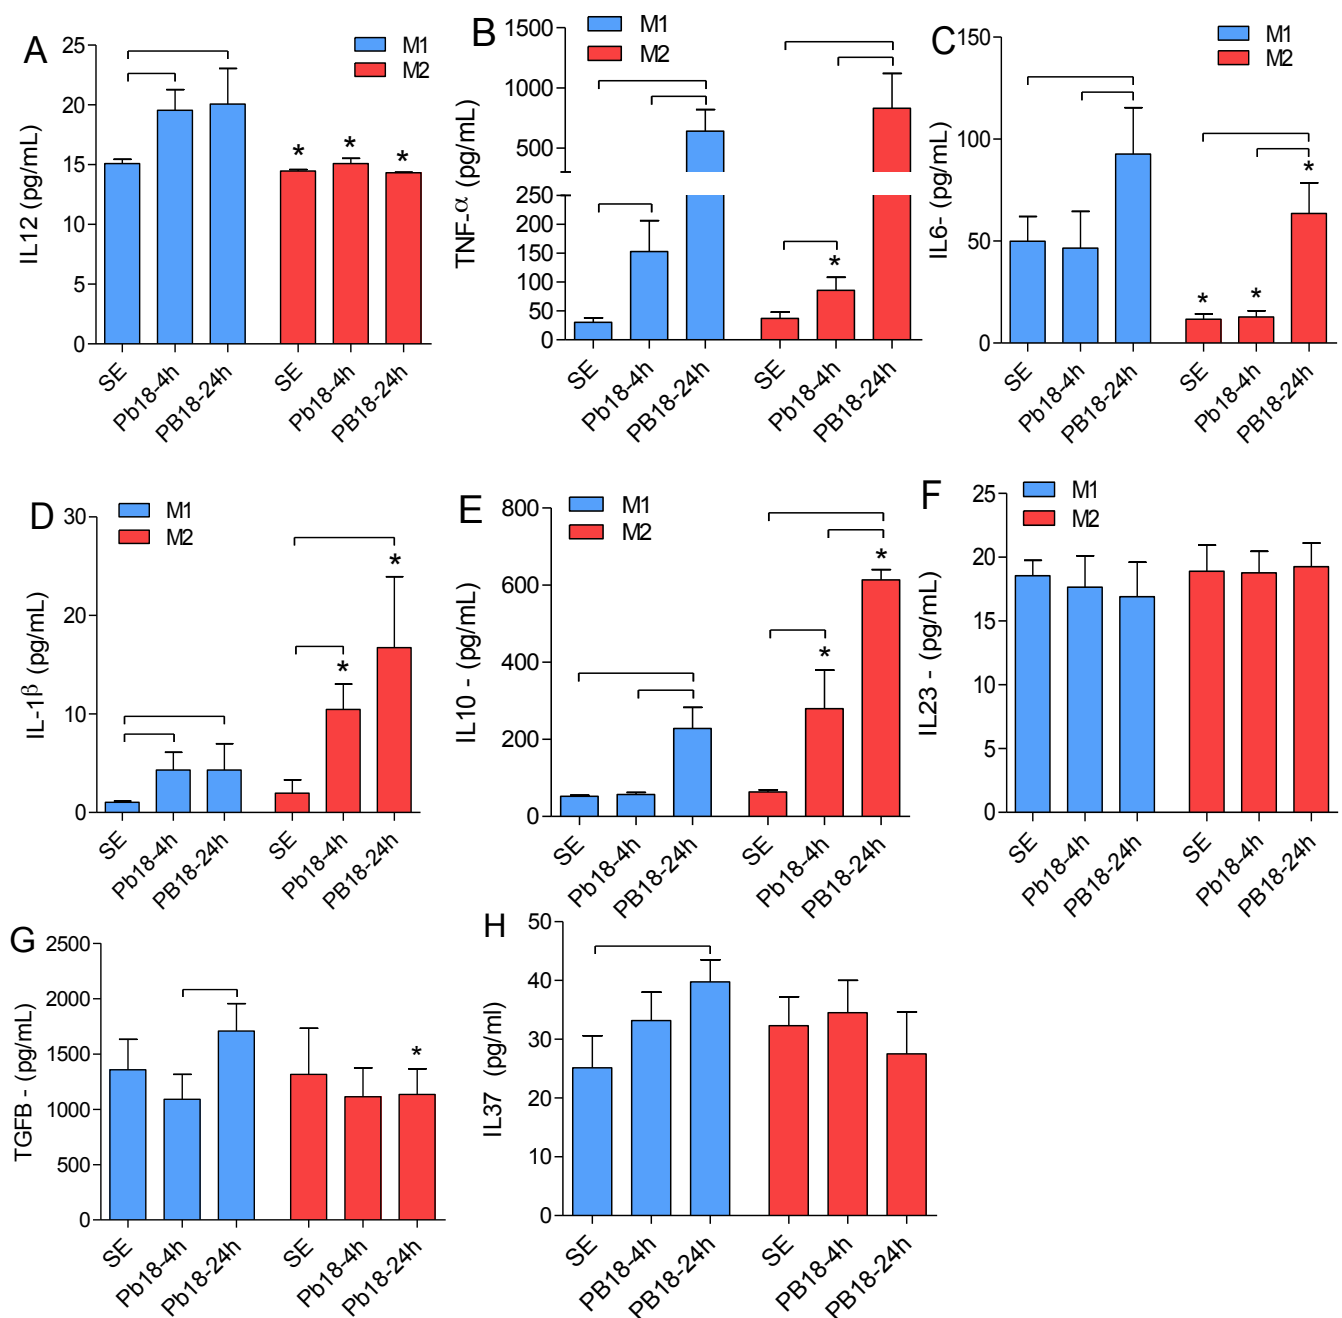 A
M1
M2
IL12 (pg/mL)
25
20
15
10
5
0
* * *
SE Pb18-4h PB18-24h SE Pb18-4h PB18-24h
B
M1
M2
TNF-α (pg/mL)
1500
1000
500
250
200
150
100
50
0
*
SE Pb18-4h PB18-24h SE Pb18-4h PB18-24h
C
M1
M2
IL6- (pg/mL)
150
100
50
0
* * *
SE Pb18-4h PB18-24h SE Pb18-4h PB18-24h
D
M1
M2
IL-1β (pg/mL)
30
20
10
0
* *
SE Pb18-4h PB18-24h SE Pb18-4h PB18-24h
E
M1
M2
IL10 - (pg/mL)
800
600
400
200
0
* *
SE Pb18-4h PB18-24h SE Pb18-4h PB18-24h
F
M1
M2
IL23 - (pg/mL)
25
20
15
10
5
0
SE Pb18-4h PB18-24h SE Pb18-4h PB18-24h
G
TGFB - (pg/mL)
2500
2000
1500
1000
500
0
*
SE Pb18-4h Pb18-24h SE Pb18-4h Pb18-24h
H
IL37 (pg/ml)
50
40
30
20
10
0
SE PB18-4h PB18-24h SE PB18-4h PB18-24h